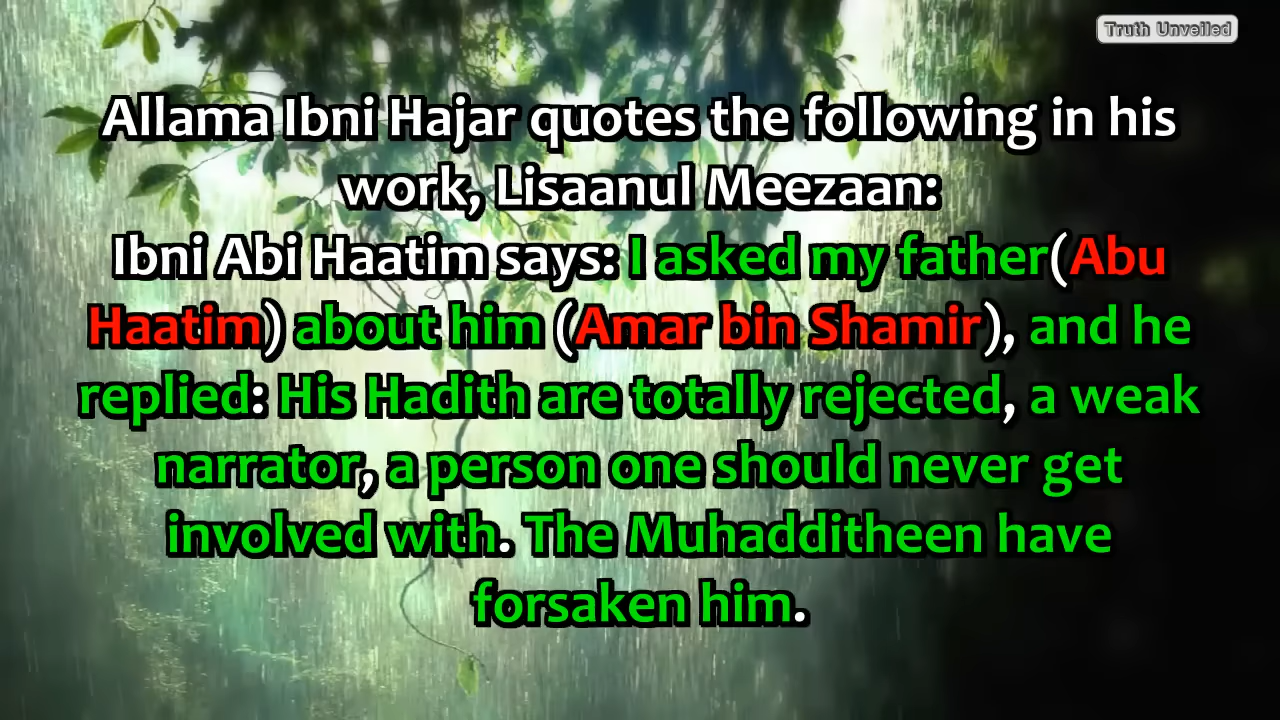 Truth Unveiled
Allama Ibni Hajar quotes the following in his
work, Lisaanul Meezaan:
Ibni Abi Haatim says: I asked my father(Abu
Haatim) about him (Amar bin Shamir), and he
replied: His Hadith are totally rejected, a weak
narrator, a person one should never get
involved with. The Muhadditheen have
forsaken him.